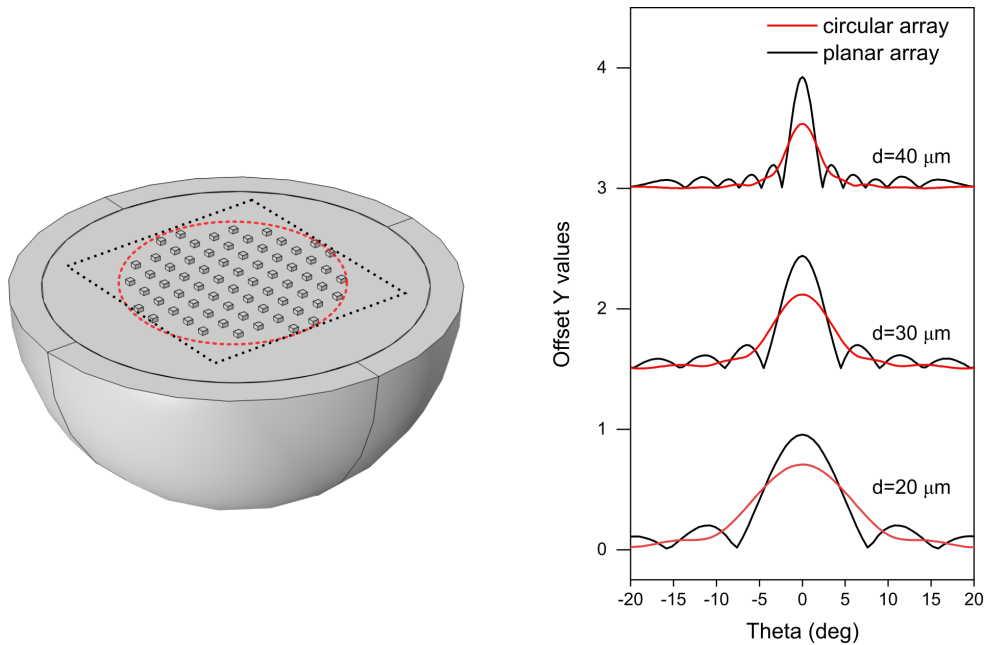 circular array
planar array
4
d=40 μm
3
Offset Y values
d=30 μm
2
1
d=20 μm
0
-20 -15 -10 -5 0 5 10 15 20
Theta (deg)